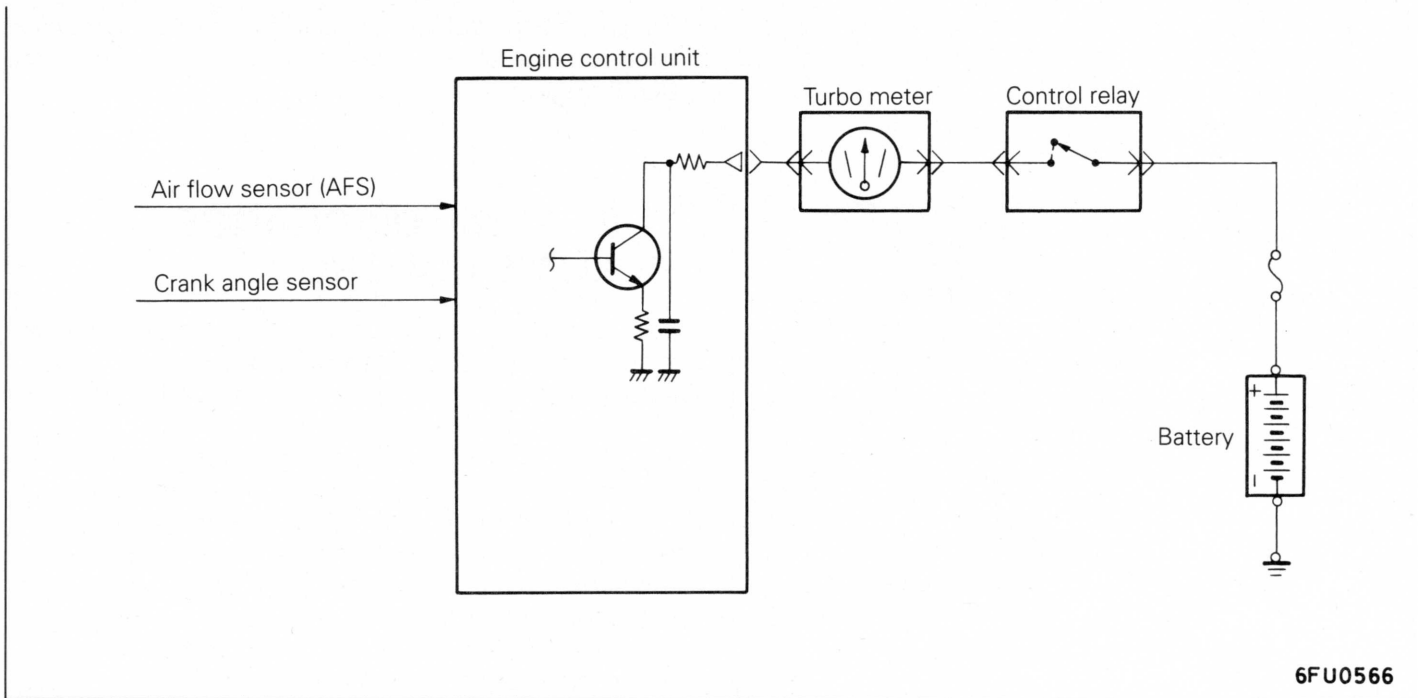 Engine control unit
Turbo meter
Control relay
Air flow sensor (AFS)
Crank angle sensor
+
Battery
−
6FU0566